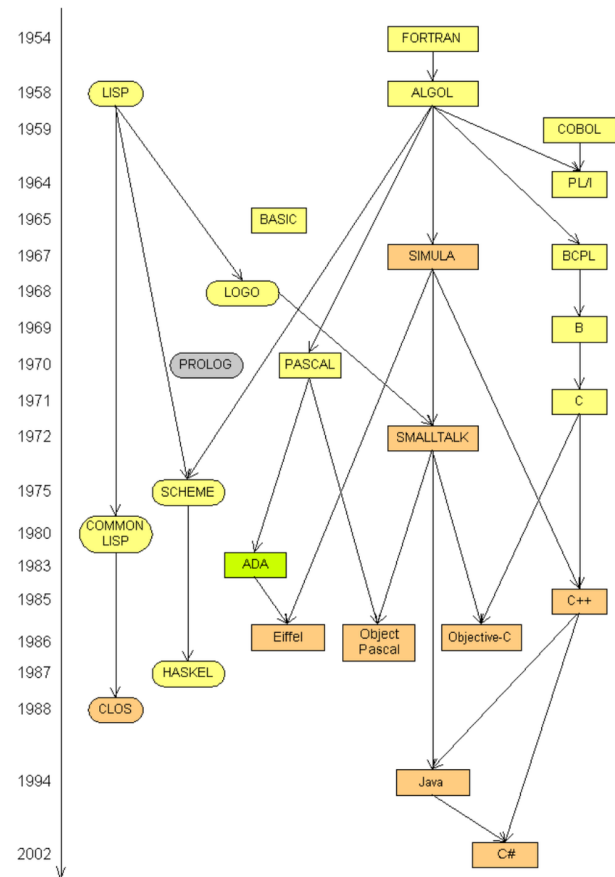 1954
FORTRAN
1958
LISP
ALGOL
1959
COBOL
1964
PL/I
1965
BASIC
1967
SIMULA
BCPL
1968
LOGO
1969
B
1970
PROLOG
PASCAL
1971
C
1972
SMALLTALK
1975
SCHEME
1980
COMMON
LISP
1983
ADA
1985
C++
1986
Eiffel
Object
Pascal
Objective-C
1987
HASKEL
1988
CLOS
1994
Java
2002
C#